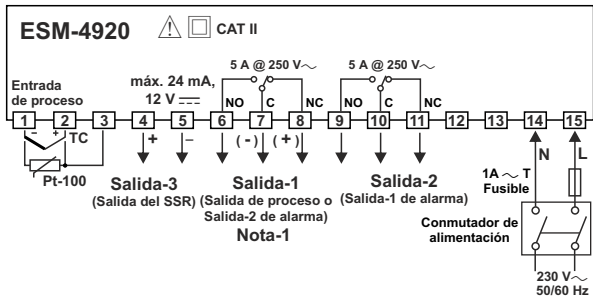 ESM-4920
CAT II
Entrada
de proceso
máx. 24 mA,
12 V ⎓
5 A @ 250 V～
5 A @ 250 V～
NO
C
NC
NO
C
NC
1 2 3 4 5 6 7 8 9 10 11 12 13 14 15
− + TC
Pt-100
+ −
( - ) ( + )
Salida-3
(Salida del SSR)
Salida-1
(Salida de proceso o
Salida-2 de alarma)
Nota-1
Salida-2
(Salida-1 de alarma)
N
L
1A ～ T
Fusible
Conmutador de
alimentación
230 V～
50/60 Hz